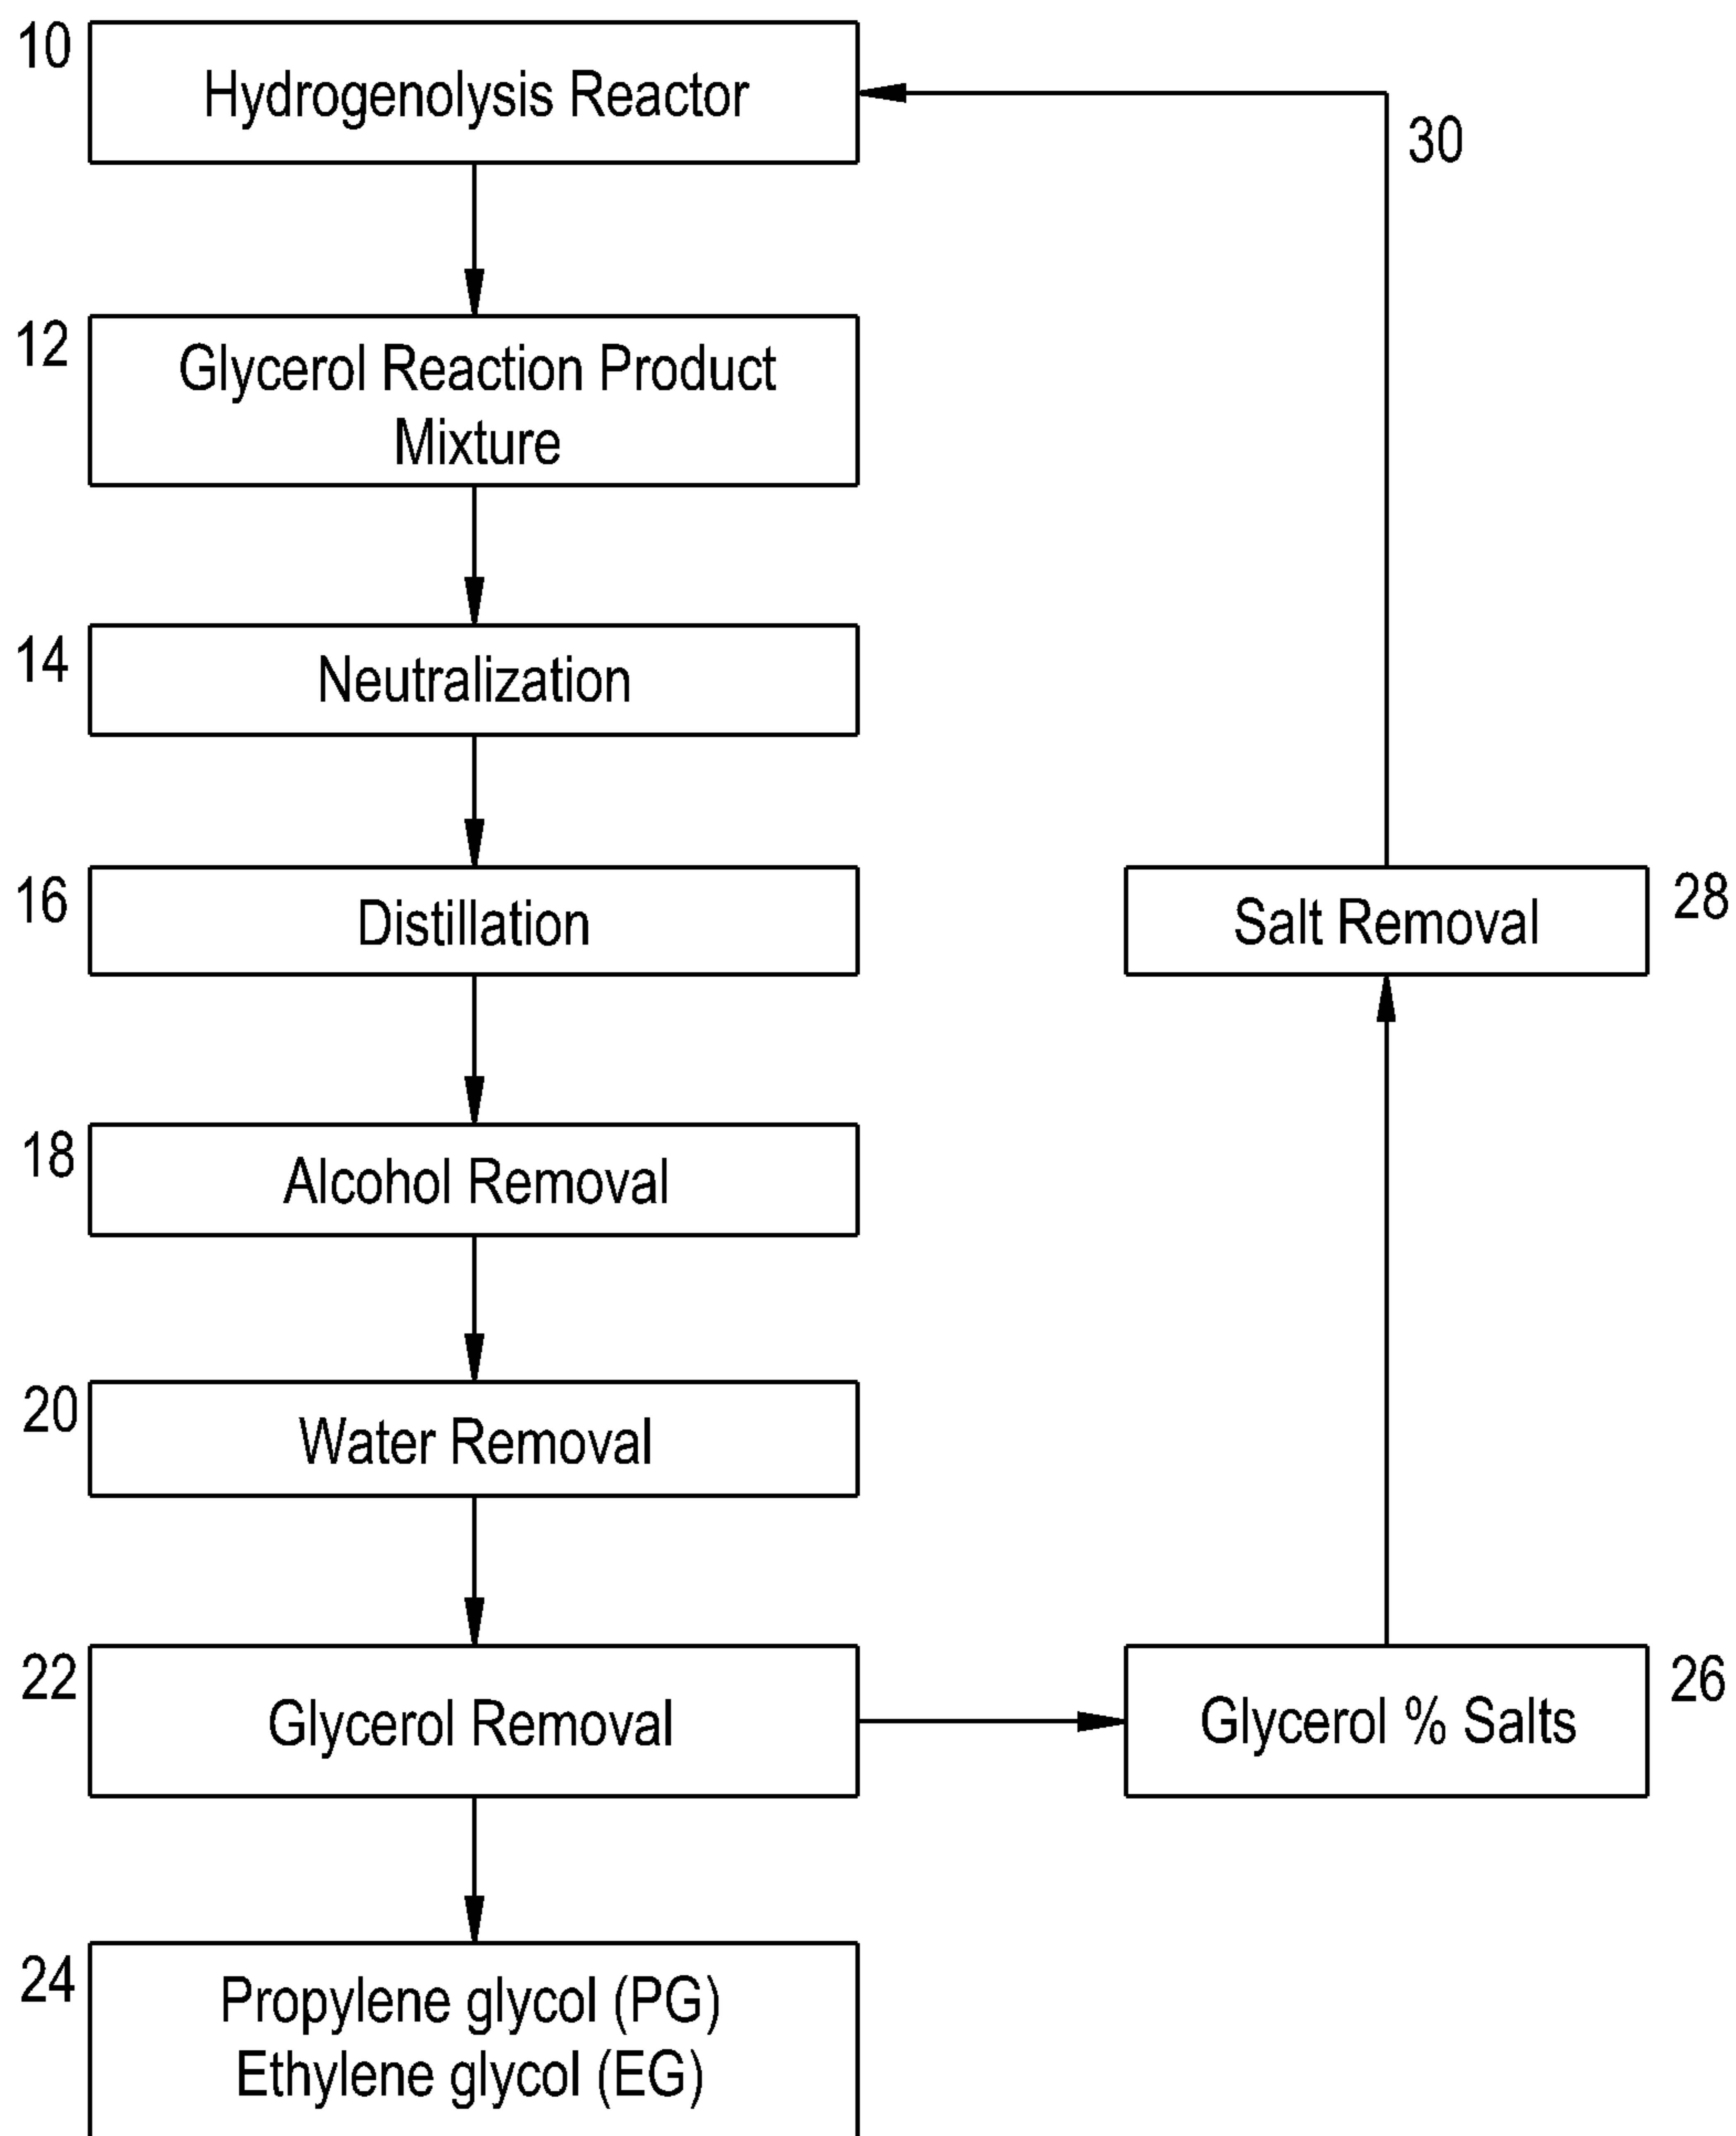 10
Hydrogenolysis Reactor
30
12
Glycerol Reaction Product
Mixture
14
Neutralization
16
Distillation
Salt Removal
28
18
Alcohol Removal
20
Water Removal
22
Glycerol Removal
Glycerol % Salts
26
24
Propylene glycol (PG)
Ethylene glycol (EG)